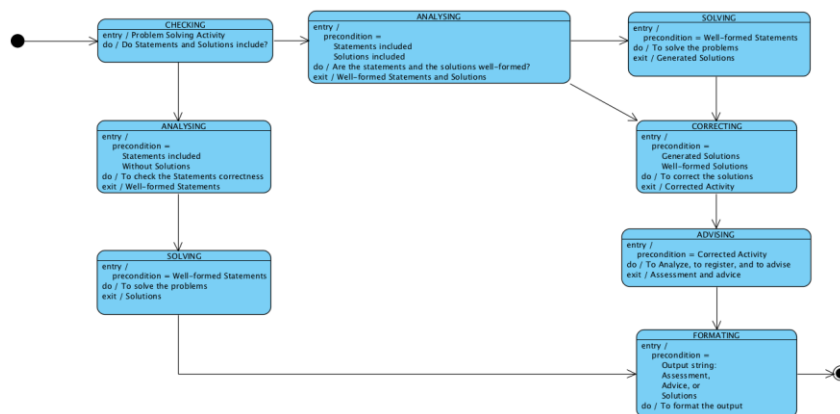 CHECKING
entry / Problem Solving Activity
do / Do Statements and Solutions include?
ANALYSING
entry /
precondition =
Statements included
Solutions included
do / Are the statements and the solutions well-formed?
exit / Well-formed Statements and Solutions
SOLVING
entry /
precondition = Well-formed Statements
do / To solve the problems
exit / Generated Solutions
ANALYSING
entry /
precondition =
Statements included
Without Solutions
do / To check the Statements correctness
exit / Well-formed Statements
CORRECTING
entry /
precondition =
Generated Solutions
Well-formed Solutions
do / To correct the solutions
exit / Corrected Activity
SOLVING
entry /
precondition = Well-formed Statements
do / To solve the problems
exit / Solutions
ADVISING
entry /
precondition = Corrected Activity
do / To Analyze, to register, and to advise
exit / Assessment and advice
FORMATING
entry /
precondition =
Output string:
Assessment,
Advice, or
Solutions
do / To format the output